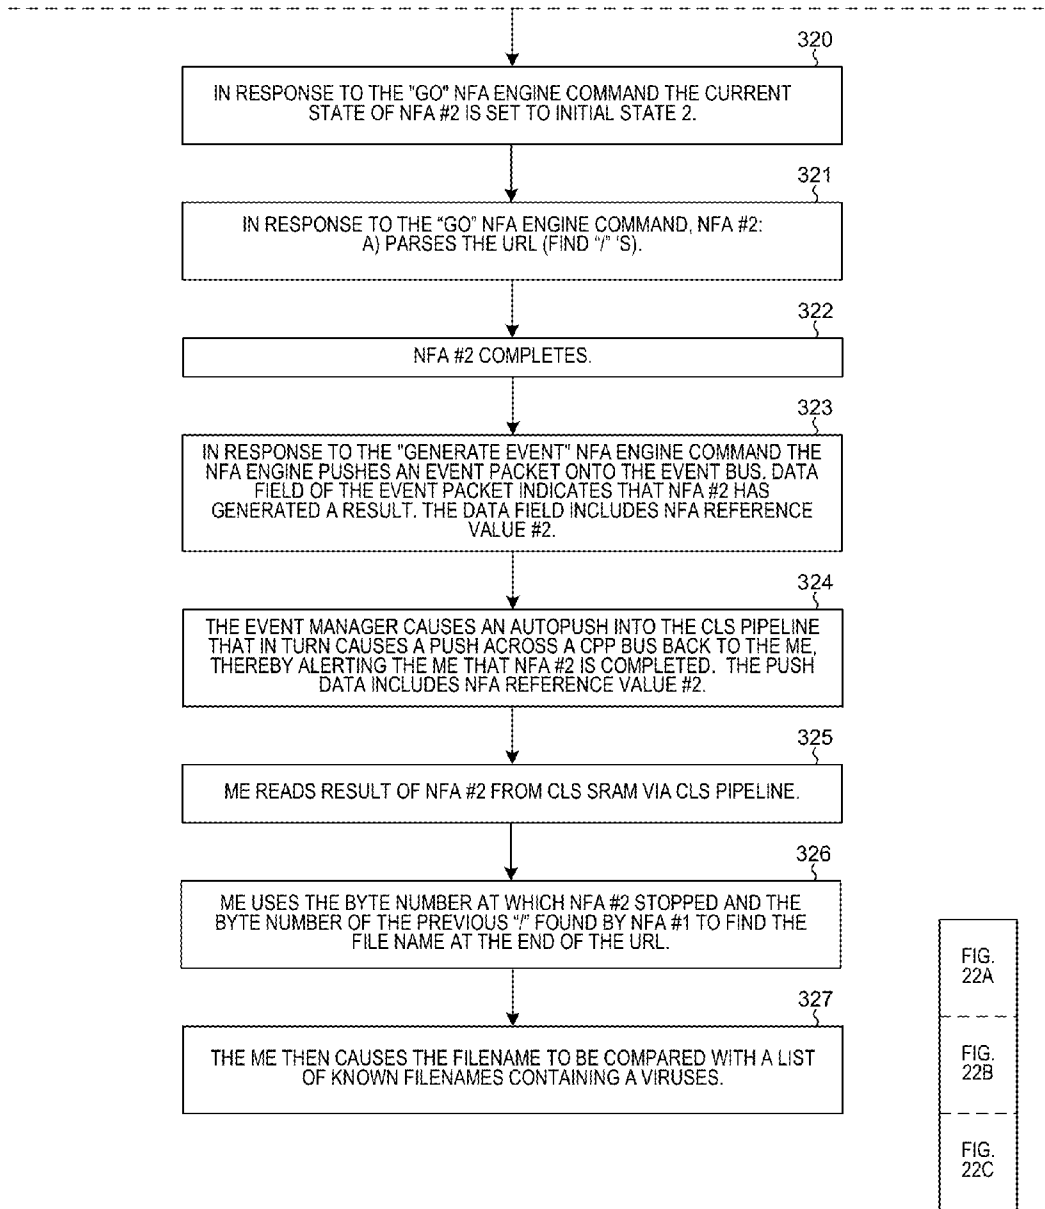 320
IN RESPONSE TO THE "GO" NFA ENGINE COMMAND THE CURRENT
STATE OF NFA #2 IS SET TO INITIAL STATE 2.
321
IN RESPONSE TO THE "GO" NFA ENGINE COMMAND, NFA #2:
A) PARSES THE URL (FIND "/" 'S).
322
NFA #2 COMPLETES.
323
IN RESPONSE TO THE "GENERATE EVENT" NFA ENGINE COMMAND THE
NFA ENGINE PUSHES AN EVENT PACKET ONTO THE EVENT BUS. DATA
FIELD OF THE EVENT PACKET INDICATES THAT NFA #2 HAS
GENERATED A RESULT. THE DATA FIELD INCLUDES NFA REFERENCE
VALUE #2.
324
THE EVENT MANAGER CAUSES AN AUTOPUSH INTO THE CLS PIPELINE
THAT IN TURN CAUSES A PUSH ACROSS A CPP BUS BACK TO THE ME,
THEREBY ALERTING THE ME THAT NFA #2 IS COMPLETED. THE PUSH
DATA INCLUDES NFA REFERENCE VALUE #2.
325
ME READS RESULT OF NFA #2 FROM CLS SRAM VIA CLS PIPELINE.
326
ME USES THE BYTE NUMBER AT WHICH NFA #2 STOPPED AND THE
BYTE NUMBER OF THE PREVIOUS "/" FOUND BY NFA #1 TO FIND THE
FILE NAME AT THE END OF THE URL.
327
THE ME THEN CAUSES THE FILENAME TO BE COMPARED WITH A LIST
OF KNOWN FILENAMES CONTAINING A VIRUSES.
FIG.
22A
FIG.
22B
FIG.
22C